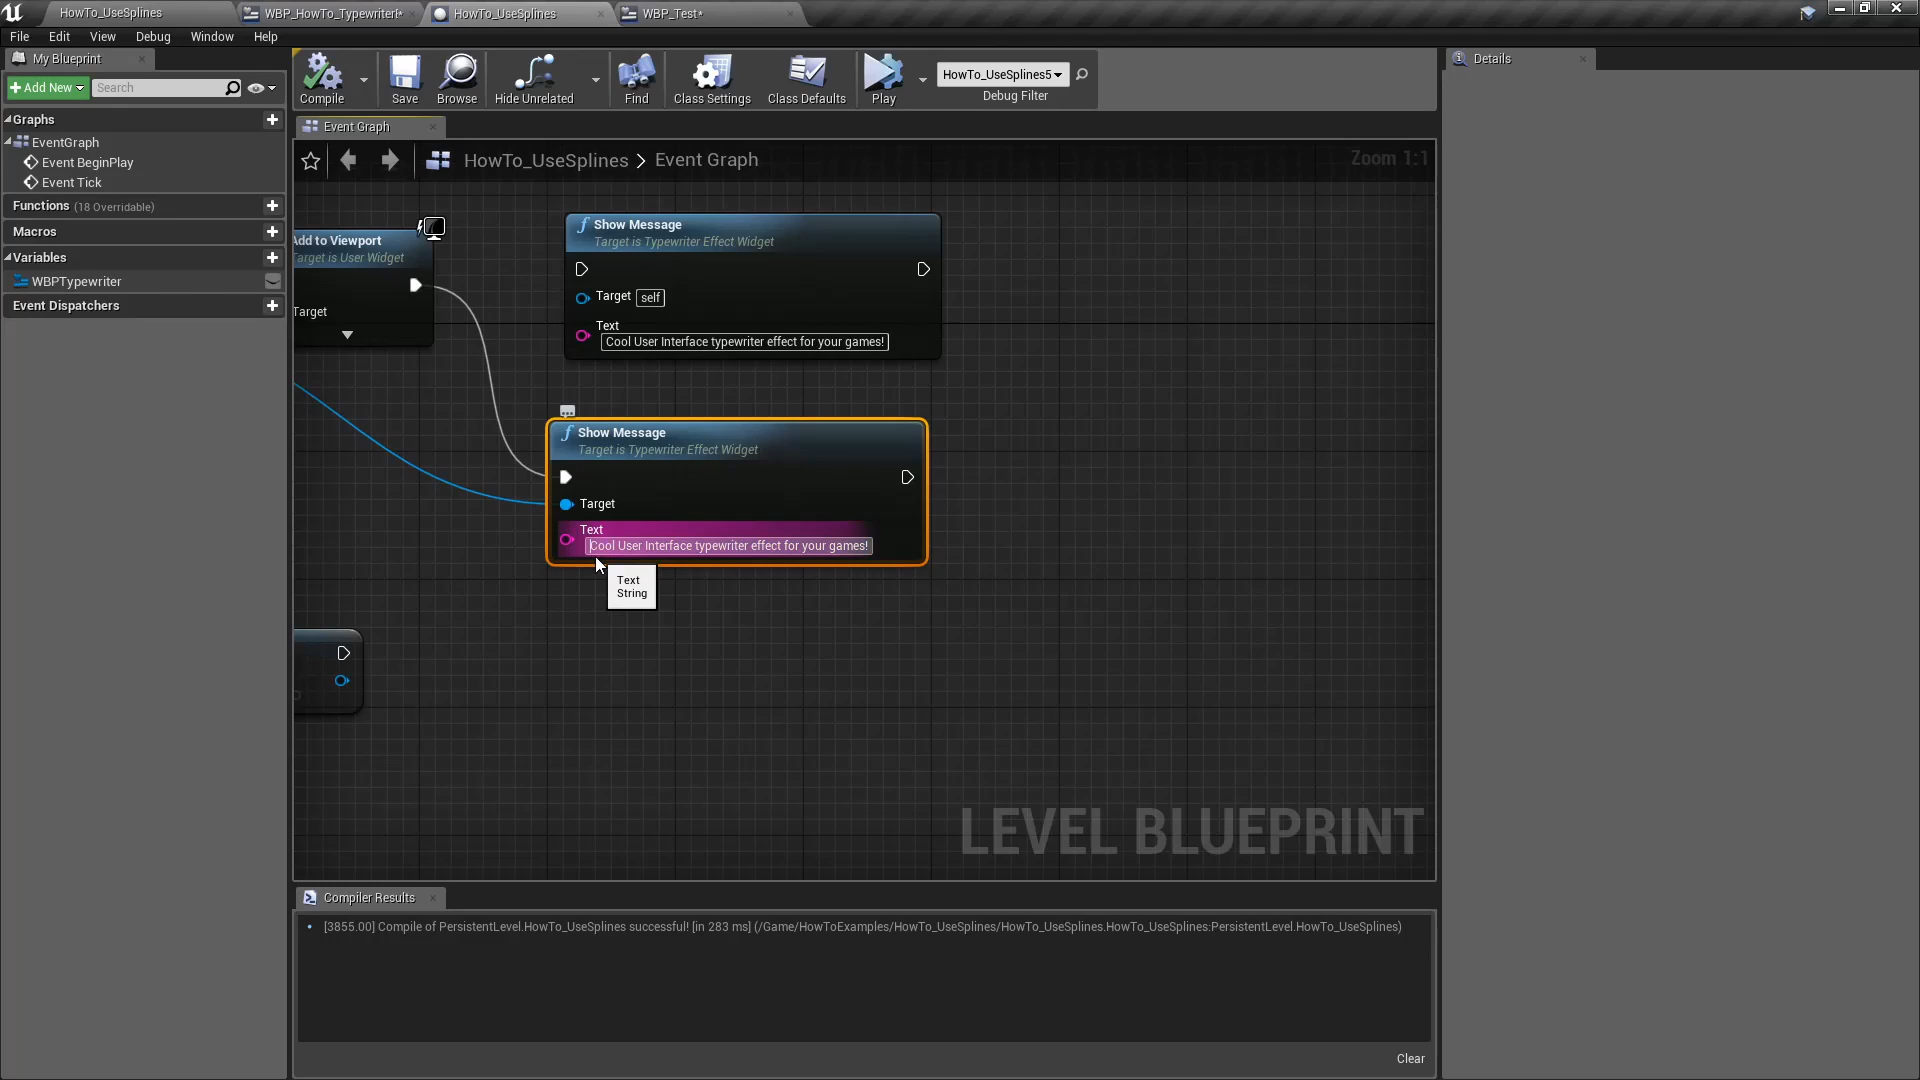 HowTo_UseSplines
WBP_HowTo_TypewriterE*
HowTo_UseSplines
WBP_Test*
File Edit View Debug Window Help
My Blueprint
Add New
Search
Graphs
EventGraph
Event BeginPlay
Event Tick
Functions (18 Overridable)
Macros
Variables
WBPTypewriter
Event Dispatchers
Compile
Save
Browse
Hide Unrelated
Find
Class Settings
Class Defaults
Play
HowTo_UseSplines5
Debug Filter
Details
Event Graph
HowTo_UseSplines > Event Graph
Zoom 1:1
Add to Viewport
Target is User Widget
Target
Show Message
Target is Typewriter Effect Widget
Target self
Text
Cool User Interface typewriter effect for your games!
Show Message
Target is Typewriter Effect Widget
Target
Text
Cool User Interface typewriter effect for your games!
Text
String
LEVEL BLUEPRINT
Compiler Results
[3855.00] Compile of PersistentLevel.HowTo_UseSplines successful! [in 283 ms] (/Game/HowToExamples/HowTo_UseSplines/HowTo_UseSplines.HowTo_UseSplines:PersistentLevel.HowTo_UseSplines)
Clear